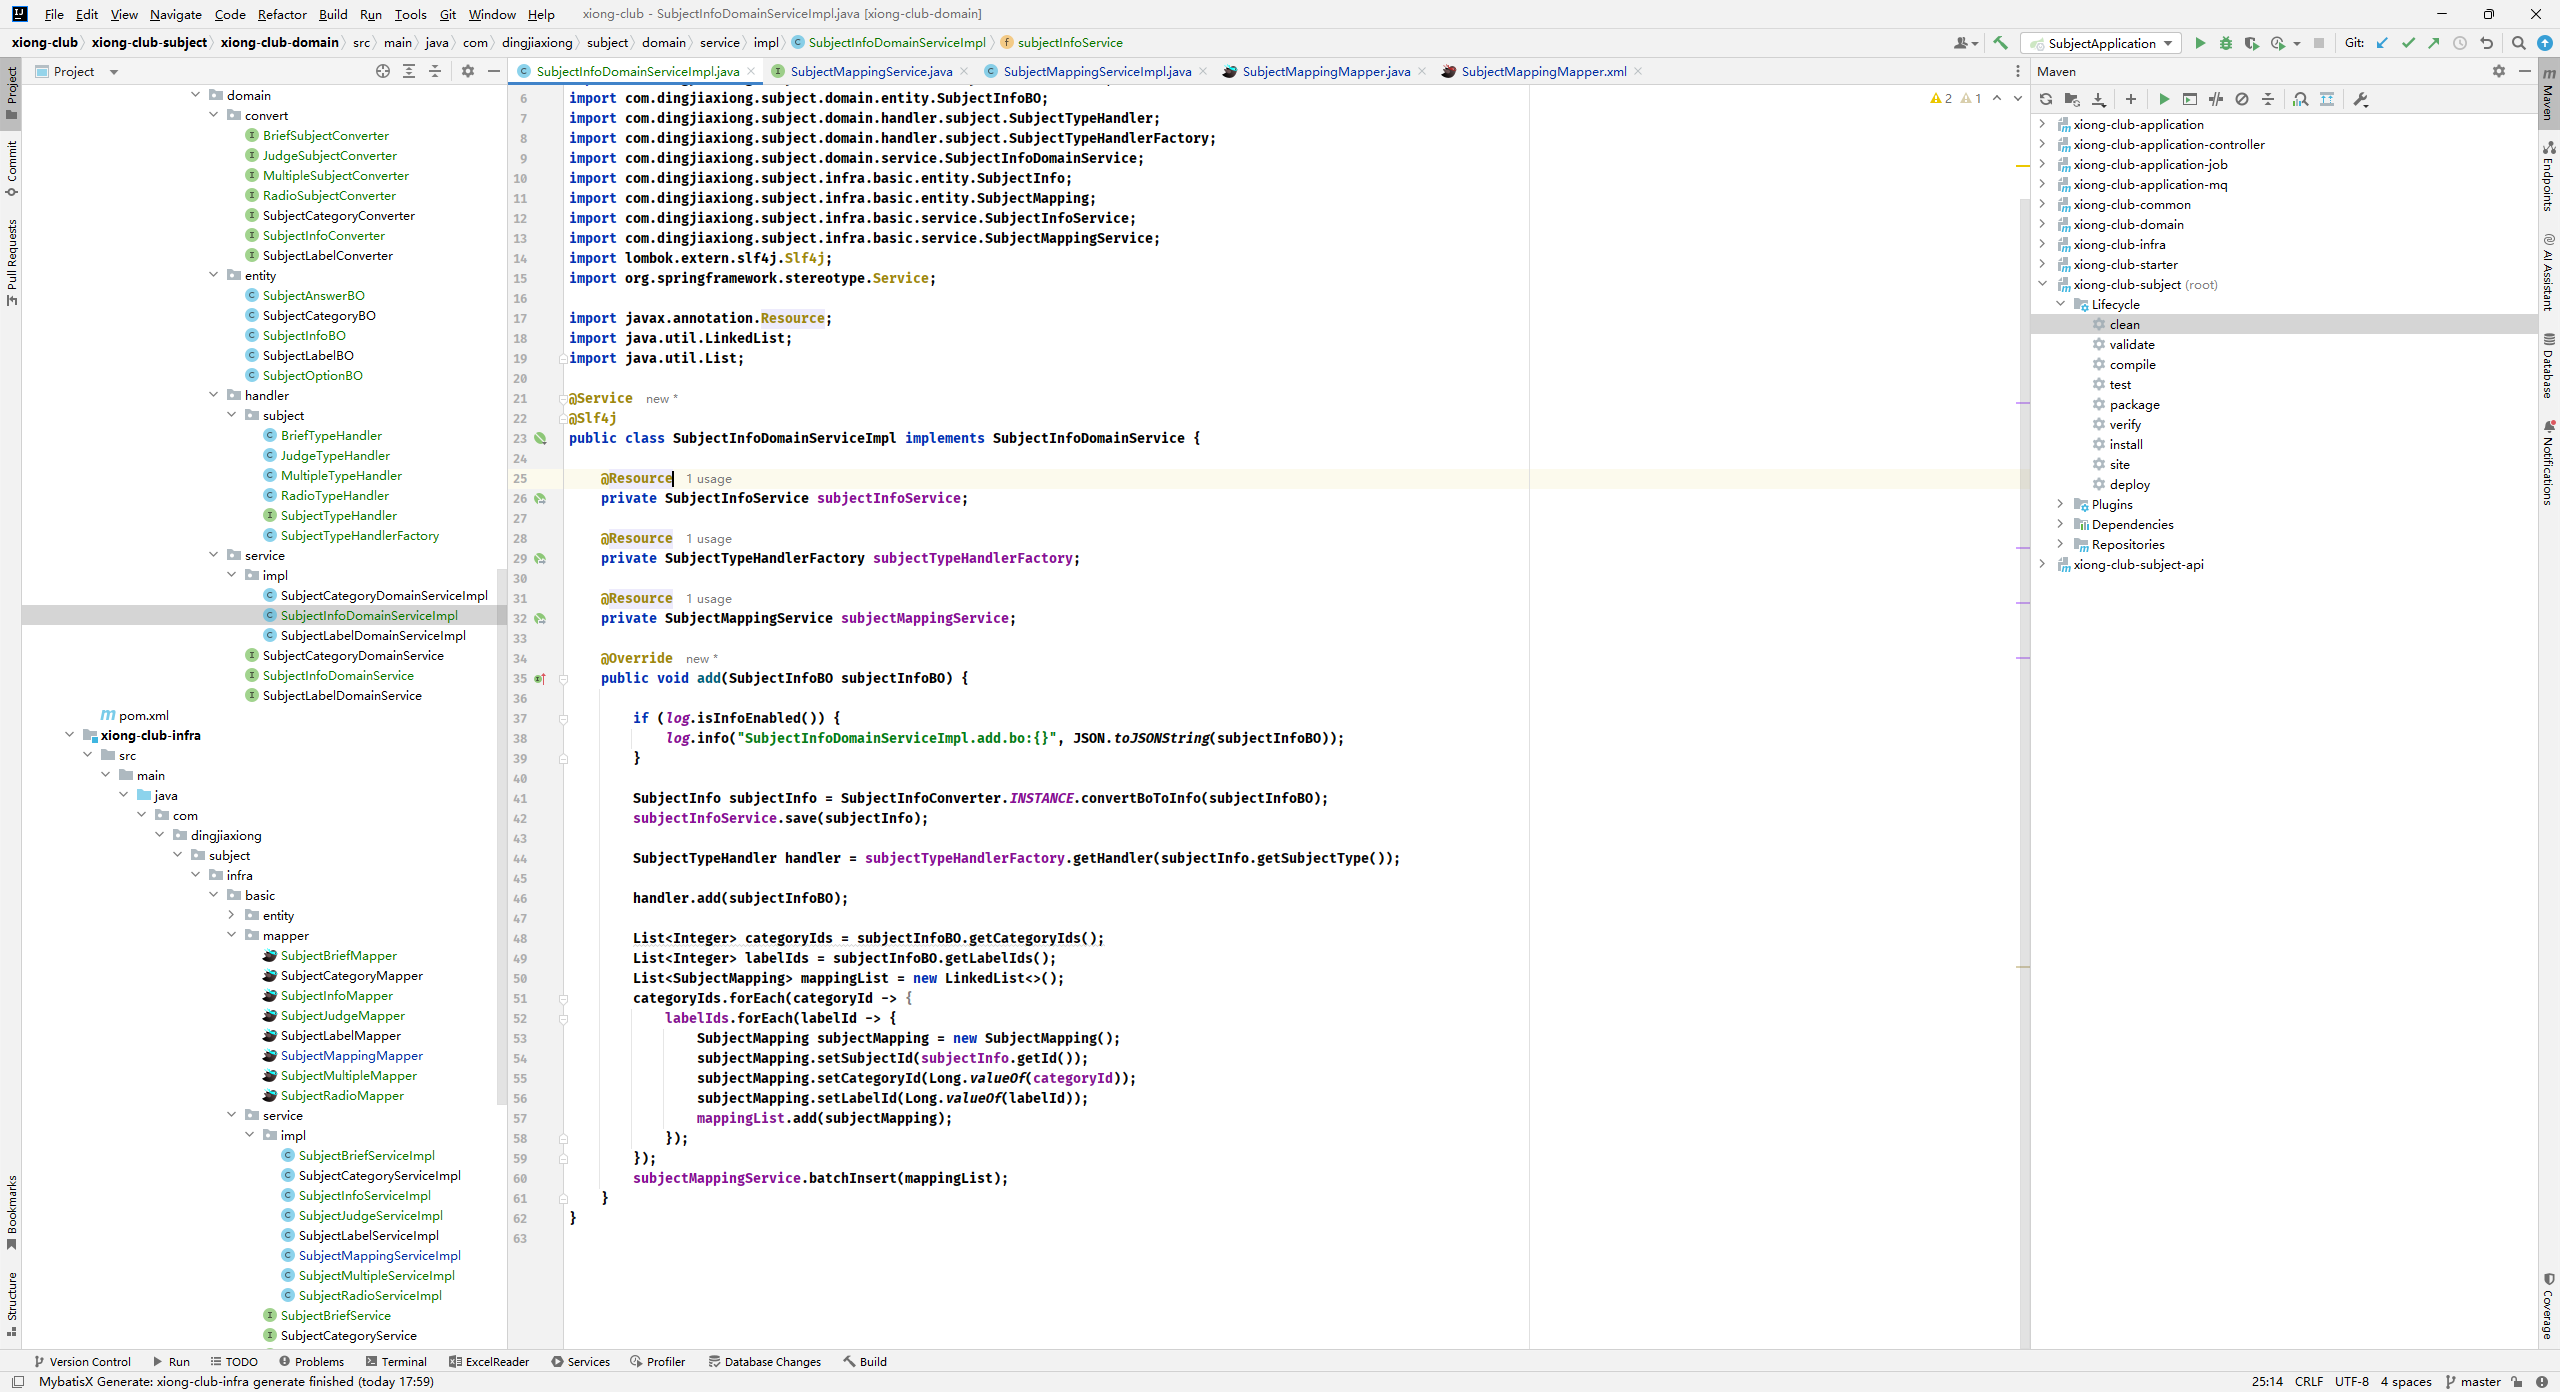 File Edit View Navigate Code Refactor Build Run Tools Git Window Help xiong-club - SubjectInfoDomainServiceImpl.java [xiong-club-domain]
xiong-club xiong-club-subject xiong-club-domain src main java com dingjiaxiong subject domain service impl SubjectInfoDomainServiceImpl subjectInfoService SubjectApplication Git:
Project
SubjectInfoDomainServiceImpl.java SubjectMappingService.java SubjectMappingServiceImpl.java SubjectMappingMapper.java SubjectMappingMapper.xml
Maven
Project
Commit
Pull Requests
Bookmarks
Structure
domain
convert
BriefSubjectConverter
JudgeSubjectConverter
MultipleSubjectConverter
RadioSubjectConverter
SubjectCategoryConverter
SubjectInfoConverter
SubjectLabelConverter
entity
SubjectAnswerBO
SubjectCategoryBO
SubjectInfoBO
SubjectLabelBO
SubjectOptionBO
handler
subject
BriefTypeHandler
JudgeTypeHandler
MultipleTypeHandler
RadioTypeHandler
SubjectTypeHandler
SubjectTypeHandlerFactory
service
impl
SubjectCategoryDomainServiceImpl
SubjectInfoDomainServiceImpl
SubjectLabelDomainServiceImpl
SubjectCategoryDomainService
SubjectInfoDomainService
SubjectLabelDomainService
pom.xml
xiong-club-infra
src
main
java
com
dingjiaxiong
subject
infra
basic
entity
mapper
SubjectBriefMapper
SubjectCategoryMapper
SubjectInfoMapper
SubjectJudgeMapper
SubjectLabelMapper
SubjectMappingMapper
SubjectMultipleMapper
SubjectRadioMapper
service
impl
SubjectBriefServiceImpl
SubjectCategoryServiceImpl
SubjectInfoServiceImpl
SubjectJudgeServiceImpl
SubjectLabelServiceImpl
SubjectMappingServiceImpl
SubjectMultipleServiceImpl
SubjectRadioServiceImpl
SubjectBriefService
SubjectCategoryService
2 1
6 import com.dingjiaxiong.subject.domain.entity.SubjectInfoBO;
7 import com.dingjiaxiong.subject.domain.handler.subject.SubjectTypeHandler;
8 import com.dingjiaxiong.subject.domain.handler.subject.SubjectTypeHandlerFactory;
9 import com.dingjiaxiong.subject.domain.service.SubjectInfoDomainService;
10 import com.dingjiaxiong.subject.infra.basic.entity.SubjectInfo;
11 import com.dingjiaxiong.subject.infra.basic.entity.SubjectMapping;
12 import com.dingjiaxiong.subject.infra.basic.service.SubjectInfoService;
13 import com.dingjiaxiong.subject.infra.basic.service.SubjectMappingService;
14 import lombok.extern.slf4j.Slf4j;
15 import org.springframework.stereotype.Service;
16
17 import javax.annotation.Resource;
18 import java.util.LinkedList;
19 import java.util.List;
20
21 @Service new *
22 @Slf4j
23 public class SubjectInfoDomainServiceImpl implements SubjectInfoDomainService {
24
25 @Resource 1 usage
26 private SubjectInfoService subjectInfoService;
27
28 @Resource 1 usage
29 private SubjectTypeHandlerFactory subjectTypeHandlerFactory;
30
31 @Resource 1 usage
32 private SubjectMappingService subjectMappingService;
33
34 @Override new *
35 public void add(SubjectInfoBO subjectInfoBO) {
36
37 if (log.isInfoEnabled()) {
38 log.info("SubjectInfoDomainServiceImpl.add.bo:{}", JSON.toJSONString(subjectInfoBO));
39 }
40
41 SubjectInfo subjectInfo = SubjectInfoConverter.INSTANCE.convertBoToInfo(subjectInfoBO);
42 subjectInfoService.save(subjectInfo);
43
44 SubjectTypeHandler handler = subjectTypeHandlerFactory.getHandler(subjectInfo.getSubjectType());
45
46 handler.add(subjectInfoBO);
47
48 List<Integer> categoryIds = subjectInfoBO.getCategoryIds();
49 List<Integer> labelIds = subjectInfoBO.getLabelIds();
50 List<SubjectMapping> mappingList = new LinkedList<>();
51 categoryIds.forEach(categoryId -> {
52 labelIds.forEach(labelId -> {
53 SubjectMapping subjectMapping = new SubjectMapping();
54 subjectMapping.setSubjectId(subjectInfo.getId());
55 subjectMapping.setCategoryId(Long.valueOf(categoryId));
56 subjectMapping.setLabelId(Long.valueOf(labelId));
57 mappingList.add(subjectMapping);
58 });
59 });
60 subjectMappingService.batchInsert(mappingList);
61 }
62 }
63
xiong-club-application
xiong-club-application-controller
xiong-club-application-job
xiong-club-application-mq
xiong-club-common
xiong-club-domain
xiong-club-infra
xiong-club-starter
xiong-club-subject (root)
Lifecycle
clean
validate
compile
test
package
verify
install
site
deploy
Plugins
Dependencies
Repositories
xiong-club-subject-api
Maven
Endpoints
AI Assistant
Database
Notifications
Coverage
Version Control Run TODO Problems Terminal ExcelReader Services Profiler Database Changes Build
MybatisX Generate: xiong-club-infra generate finished (today 17:59) 25:14 CRLF UTF-8 4 spaces master